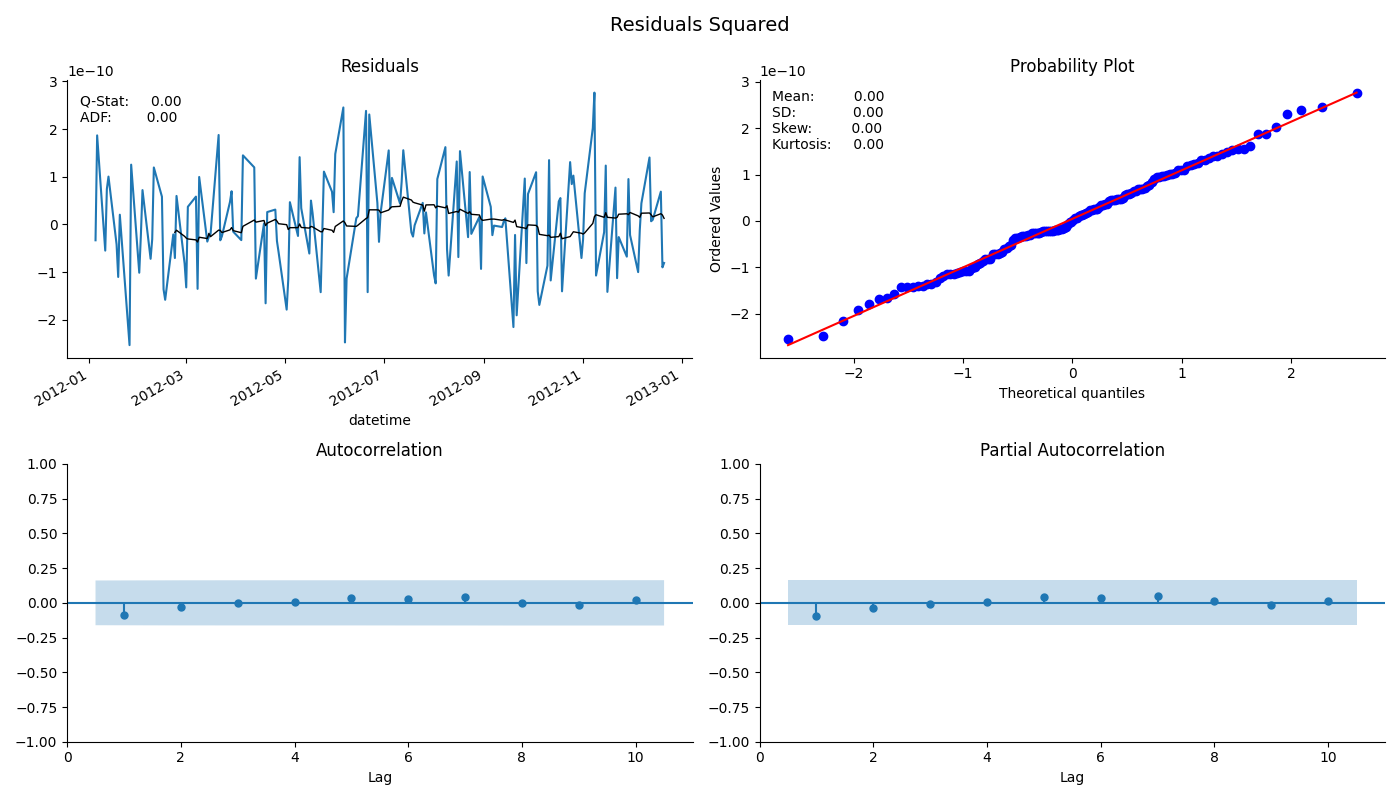 Residuals Squared
Residuals
1e−10
Q-Stat: 0.00
ADF: 0.00
3
2
1
0
−1
−2
2012-01
2012-03
2012-05
2012-07
2012-09
2012-11
2013-01
datetime
Probability Plot
1e−10
Mean: 0.00
SD: 0.00
Skew: 0.00
Kurtosis: 0.00
Ordered Values
3
2
1
0
−1
−2
−2 −1 0 1 2
Theoretical quantiles
Autocorrelation
1.00
0.75
0.50
0.25
0.00
−0.25
−0.50
−0.75
−1.00
0 2 4 6 8 10
Lag
Partial Autocorrelation
1.00
0.75
0.50
0.25
0.00
−0.25
−0.50
−0.75
−1.00
0 2 4 6 8 10
Lag